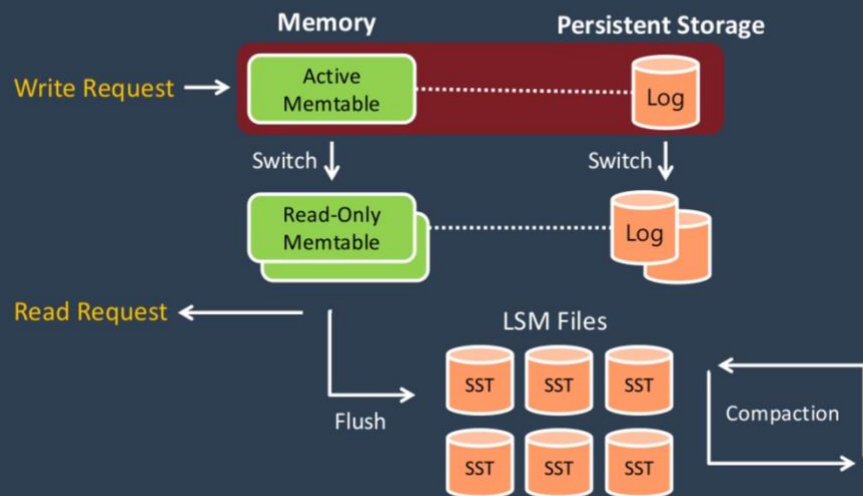 Memory
Persistent Storage
Write Request
Active
Memtable
Log
Switch
Switch
Read-Only
Memtable
Log
Read Request
LSM Files
SST
SST
SST
Flush
Compaction
SST
SST
SST